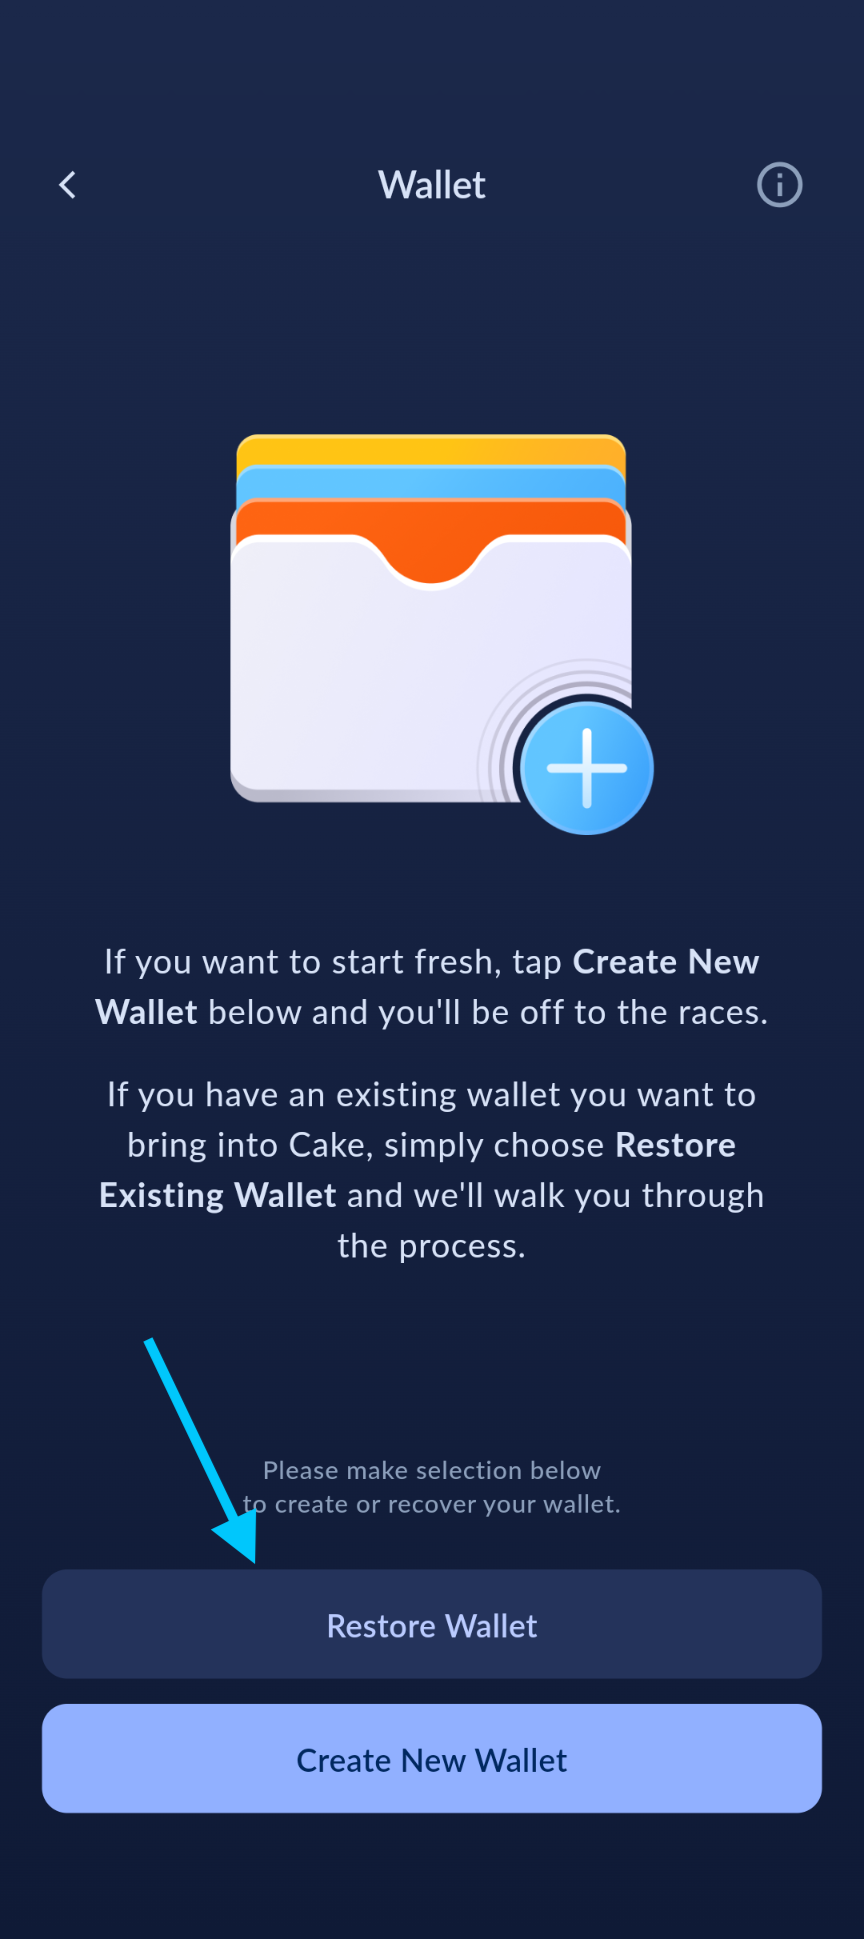 Wallet
If you want to start fresh, tap Create New
Wallet below and you'll be off to the races.
If you have an existing wallet you want to
bring into Cake, simply choose Restore
Existing Wallet and we'll walk you through
the process.
Please make selection below
to create or recover your wallet.
Restore Wallet
Create New Wallet